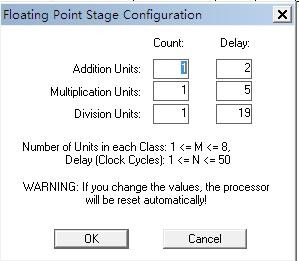 Floating Point Stage Configuration
Count: Delay:
Addition Units: 1 2
Multiplication Units: 1 5
Division Units: 1 19
Number of Units in each Class: 1 <= M <= 8,
Delay (Clock Cycles): 1 <= N <= 50
WARNING: If you change the values, the processor
will be reset automatically!
OK Cancel